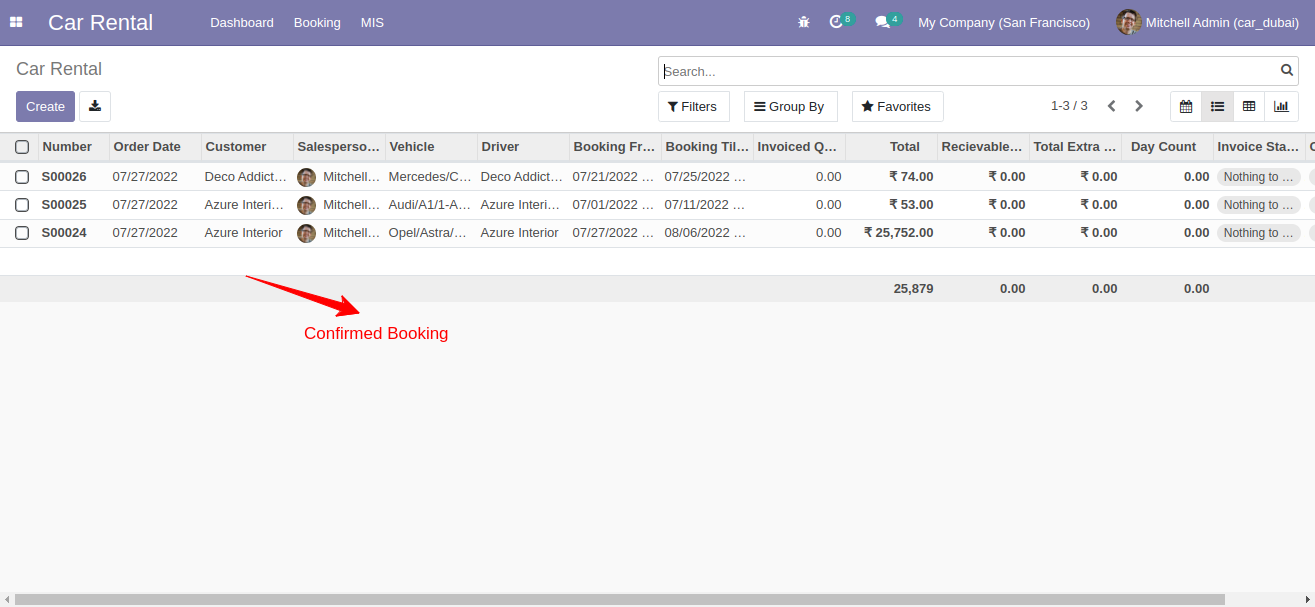 Car Rental Dashboard Booking MIS 8 4 My Company (San Francisco) Mitchell Admin (car_dubai)
Car Rental Search...
Create Filters Group By Favorites 1-3 / 3
Number Order Date Customer Salesperso... Vehicle Driver Booking Fr... Booking Til... Invoiced Q... Total Recievable... Total Extra ... Day Count Invoice Sta...
S00026 07/27/2022 Deco Addict... Mitchell... Mercedes/C... Deco Addict... 07/21/2022 ... 07/25/2022 ... 0.00 ₹ 74.00 ₹ 0.00 ₹ 0.00 0.00 Nothing to ...
S00025 07/27/2022 Azure Interi... Mitchell... Audi/A1/1-A... Azure Interi... 07/01/2022 ... 07/11/2022 ... 0.00 ₹ 53.00 ₹ 0.00 ₹ 0.00 0.00 Nothing to ...
S00024 07/27/2022 Azure Interior Mitchell... Opel/Astra/... Azure Interior 07/27/2022 ... 08/06/2022 ... 0.00 ₹ 25,752.00 ₹ 0.00 ₹ 0.00 0.00 Nothing to ...
25,879 0.00 0.00 0.00
Confirmed Booking